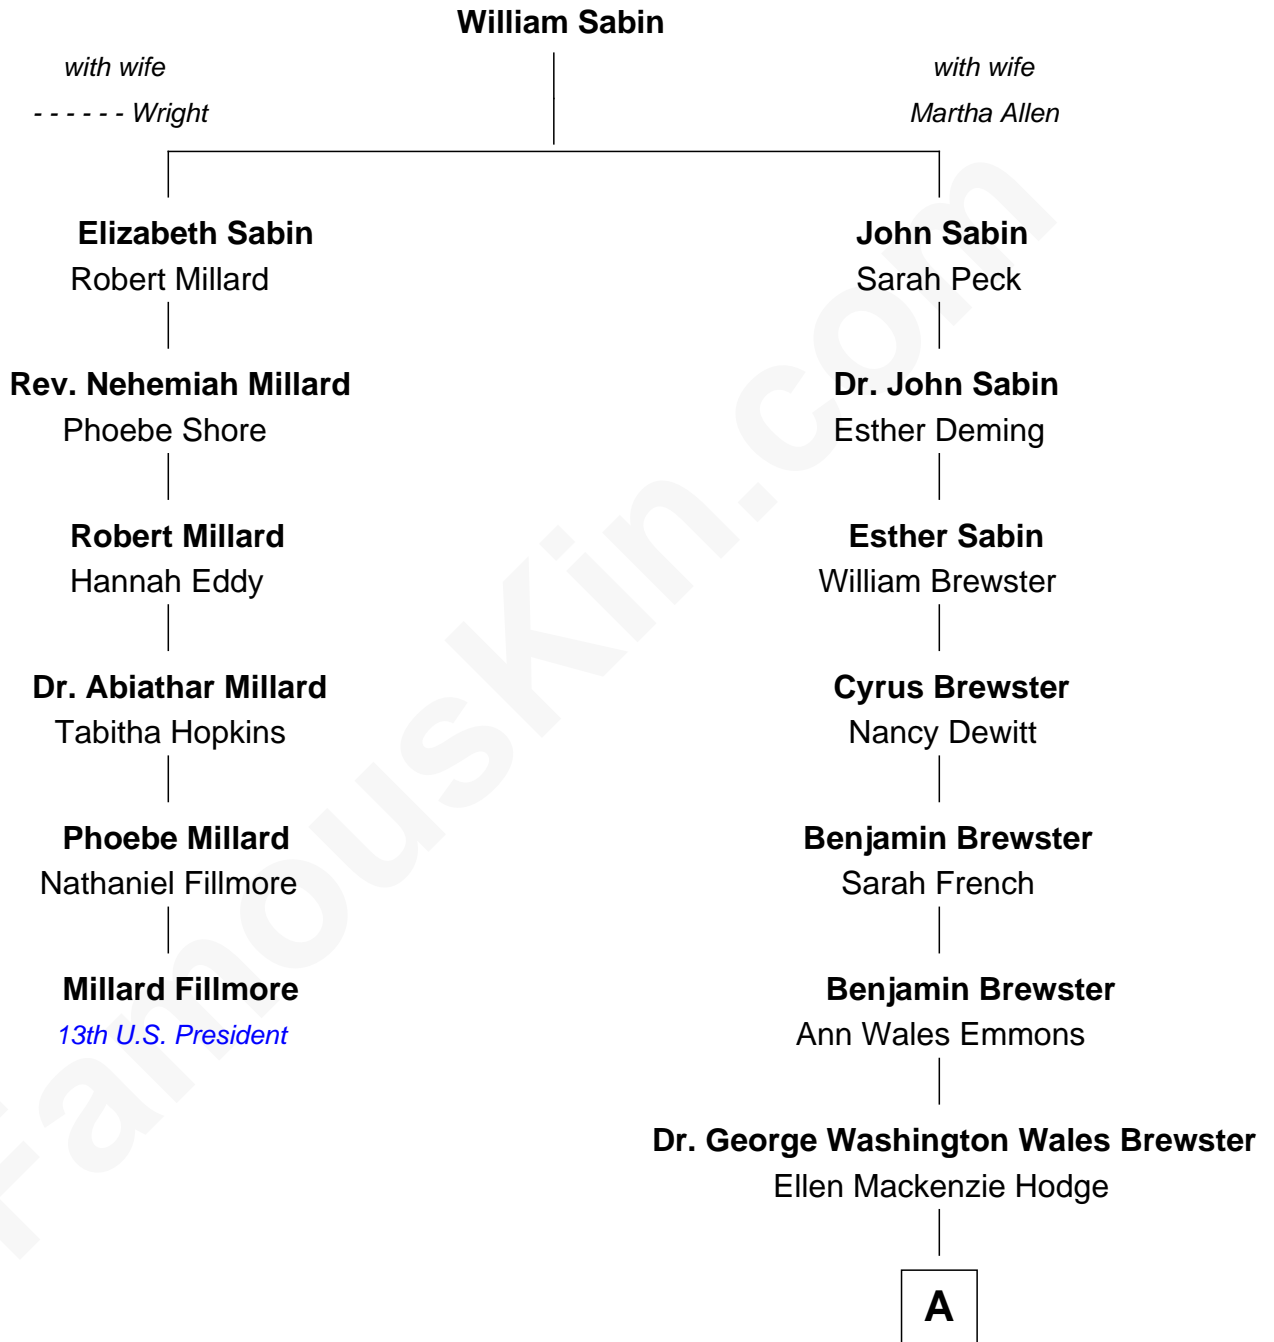 William Sabin
with wife
- - - - - - Wright
with wife
Martha Allen
Elizabeth Sabin
Robert Millard
Rev. Nehemiah Millard
Phoebe Shore
Robert Millard
Hannah Eddy
Dr. Abiathar Millard
Tabitha Hopkins
Phoebe Millard
Nathaniel Fillmore
Millard Fillmore
13th U.S. President
John Sabin
Sarah Peck
Dr. John Sabin
Esther Deming
Esther Sabin
William Brewster
Cyrus Brewster
Nancy Dewitt
Benjamin Brewster
Sarah French
Benjamin Brewster
Ann Wales Emmons
Dr. George Washington Wales Brewster
Ellen Mackenzie Hodge
A
FamousKin.com